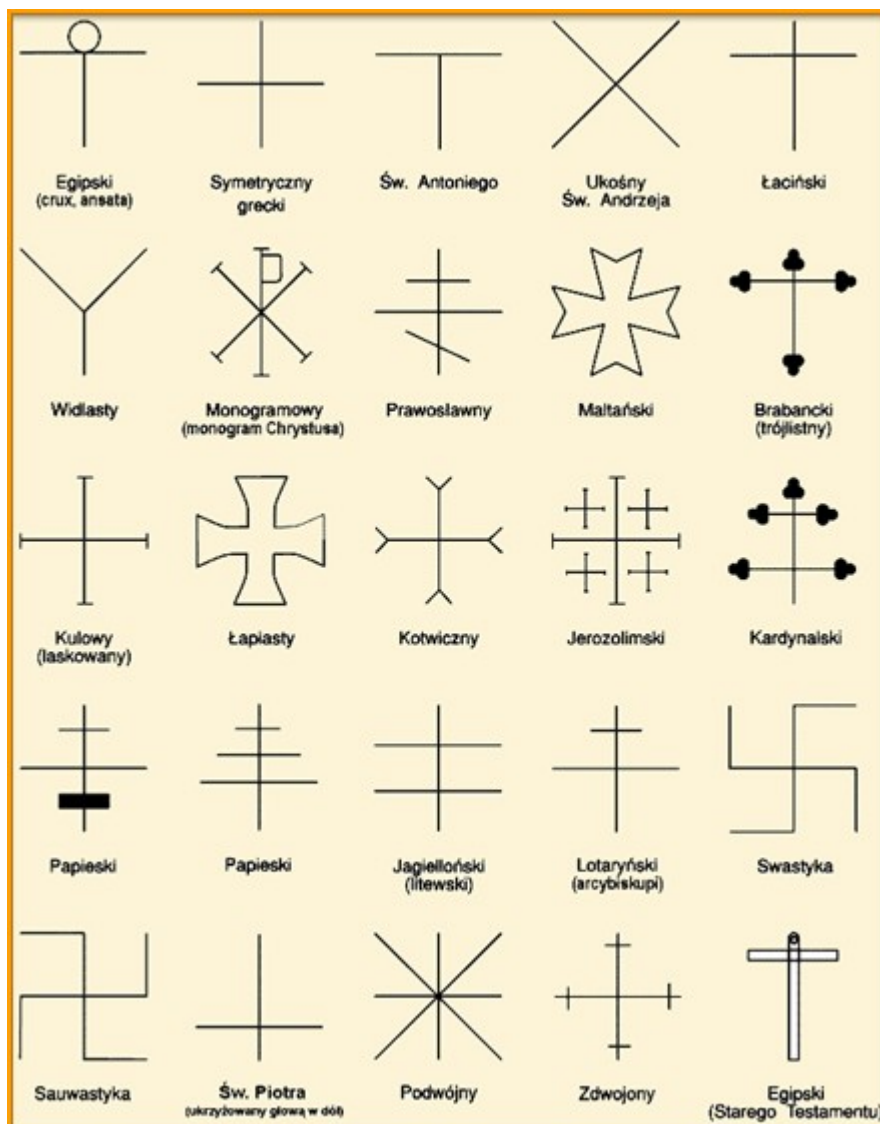 Egipski
(crux, ansata)
Symetryczny
grecki
Św. Antoniego
Ukośny
Św. Andrzeja
Łaciński
Widlasty
Monogramowy
(monogram Chrystusa)
Prawosławny
Maltański
Brabancki
(trójlistny)
Kulowy
(laskowany)
Łapiasty
Kotwiczny
Jerozolimski
Kardynalski
Papieski
Papieski
Jagielloński
(litewski)
Lotaryński
(arcybiskupi)
Swastyka
Sauwastyka
Św. Piotra
(ukrzyżowany głową w dół)
Podwójny
Zdwojony
Egipski
(Starego Testamentu)